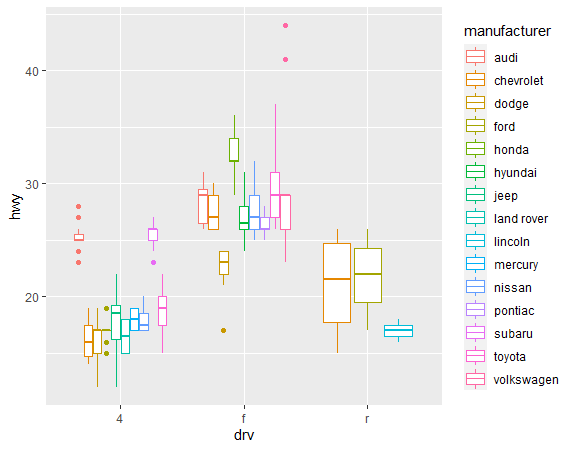 hwy
40
30
20
4
f
r
drv
manufacturer
audi
chevrolet
dodge
ford
honda
hyundai
jeep
land rover
lincoln
mercury
nissan
pontiac
subaru
toyota
volkswagen